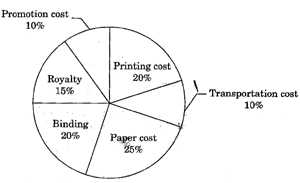 Promotion cost
10%
Printing cost
20%
Royalty
15%
Transportation cost
10%
Binding
20%
Paper cost
25%